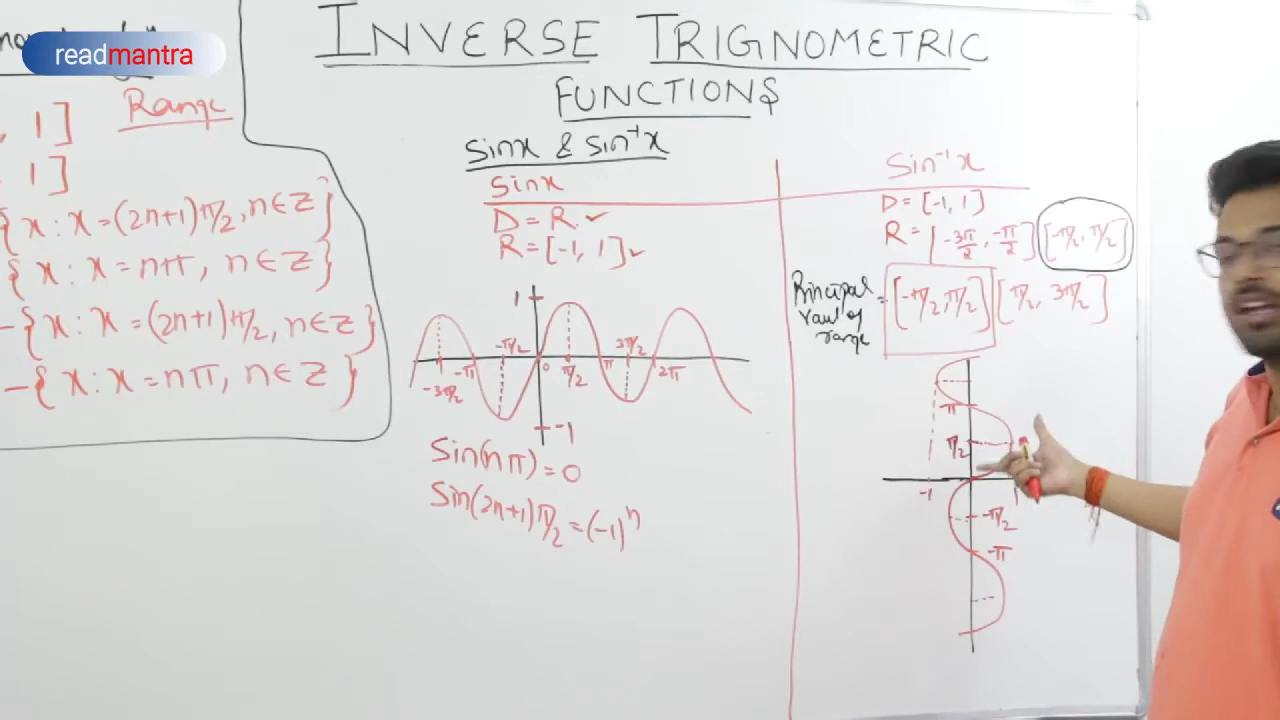 readmantra
INVERSE TRIGNOMETRIC
FUNCTIONS
Range
, 1]
, 1]
{x : x = (2n+1)π/2, n ∈ Z}
{x : x = nπ, n ∈ Z}
-{x : x = (2n+1)π/2, n ∈ Z}
-{x : x = nπ, n ∈ Z}
Sinx & Sin⁻¹x
Sinx
D = R ✓
R = [-1, 1] ✓
1
-π/2
3π/2
0
-3π/2
-π
π/2
π
2π
-1
Sin(nπ) = 0
Sin(2n+1)π/2 = (-1)ⁿ
Sin⁻¹x
D = [-1, 1]
R = [-3π/2, -π/2] [-π/2, π/2]
Principal
of
range
= [-π/2, π/2] [π/2, 3π/2]
π
π/2
-1
1
-π/2
-π